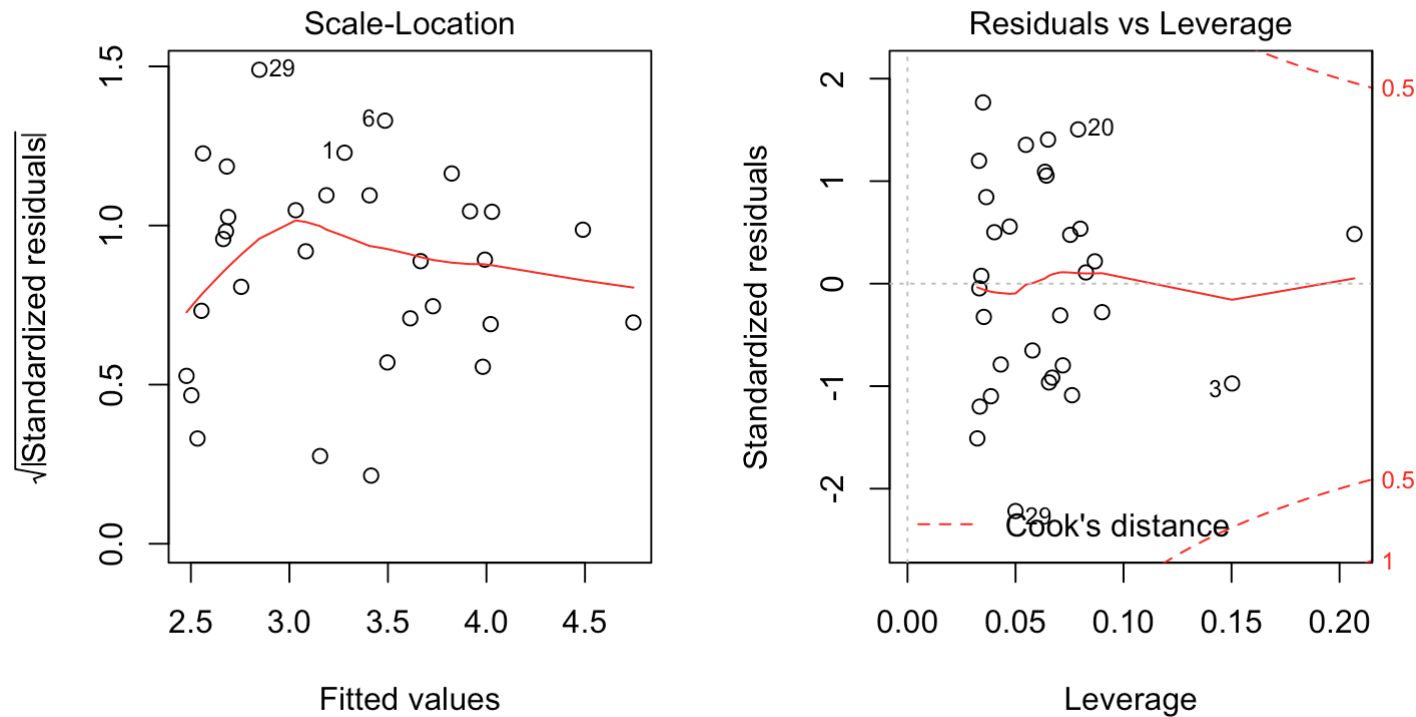 Scale-Location
√|Standardized residuals|
1.5
1.0
0.5
0.0
29
6
1
2.5 3.0 3.5 4.0 4.5
Fitted values
Residuals vs Leverage
Standardized residuals
2
1
0
-1
-2
20
3
29
Cook's distance
0.5
0.5
1
0.00 0.05 0.10 0.15 0.20
Leverage